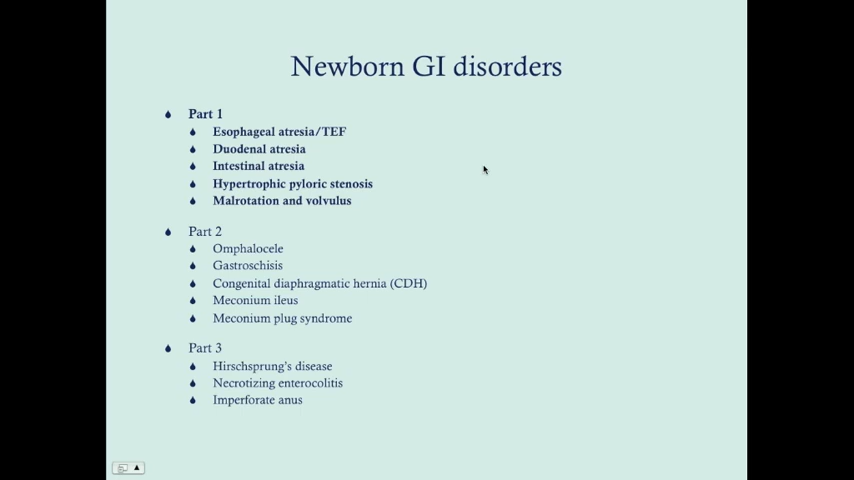 Newborn GI disorders
Part 1
Esophageal atresia/TEF
Duodenal atresia
Intestinal atresia
Hypertrophic pyloric stenosis
Malrotation and volvulus
Part 2
Omphalocele
Gastroschisis
Congenital diaphragmatic hernia (CDH)
Meconium ileus
Meconium plug syndrome
Part 3
Hirschsprung's disease
Necrotizing enterocolitis
Imperforate anus